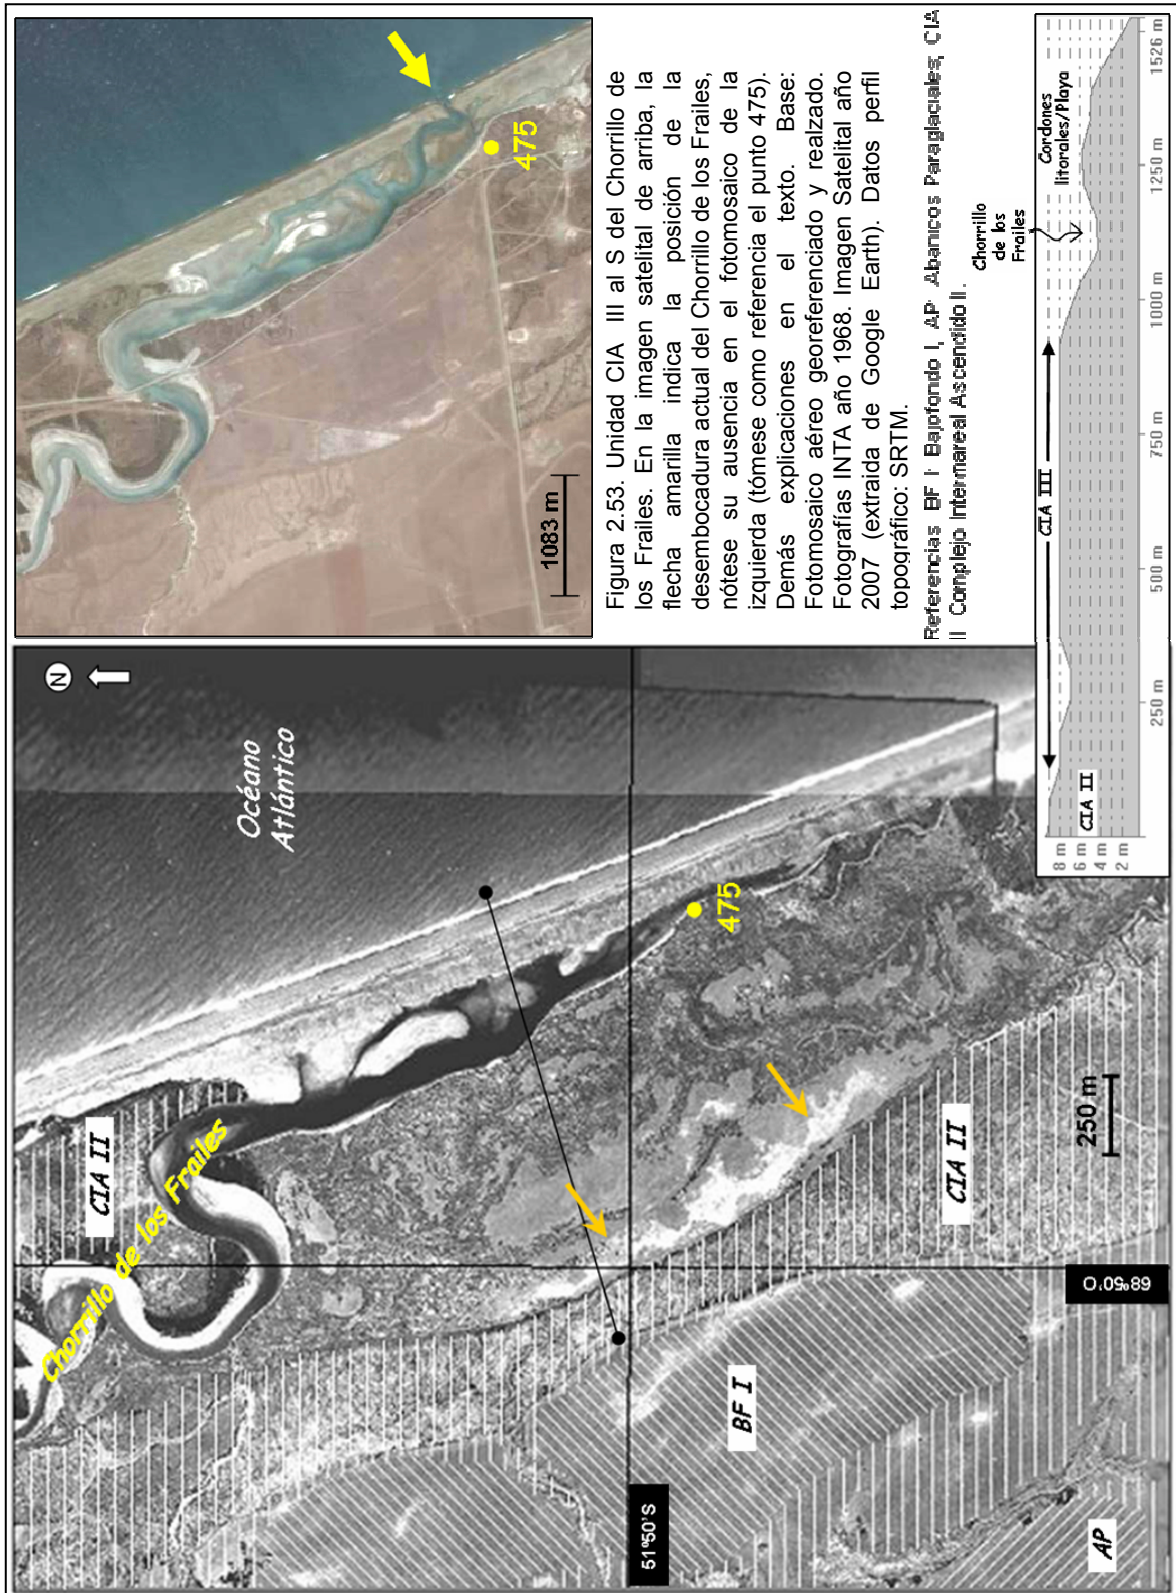 N
Océano
Atlántico
CIA II
Chorrillo de los Frailes
475
CIA II
BF I
AP
250 m
51º50'S
68º50'O
475
1083 m
Figura 2.53. Unidad CIA III al S del Chorrillo de
los Frailes. En la imagen satelital de arriba, la
flecha amarilla indica la posición de la
desembocadura actual del Chorrillo de los Frailes,
nótese su ausencia en el fotomosaico de la
izquierda (tómese como referencia el punto 475).
Demás explicaciones en el texto. Base:
Fotomosaico aéreo georeferenciado y realzado.
Fotografías INTA año 1968. Imagen Satelital año
2007 (extraída de Google Earth). Datos perfil
topográfico: SRTM.
Referencias BF I: Bajofondo I, AP: Abanicos Paraglaciales, CIA
II Complejo Intermareal Ascendido II.
CIA II
CIA III
Chorrillo
de los
Frailes
Cordones
litorales/Playa
8 m
6 m
4 m
2 m
250 m
500 m
750 m
1000 m
1250 m
1526 m